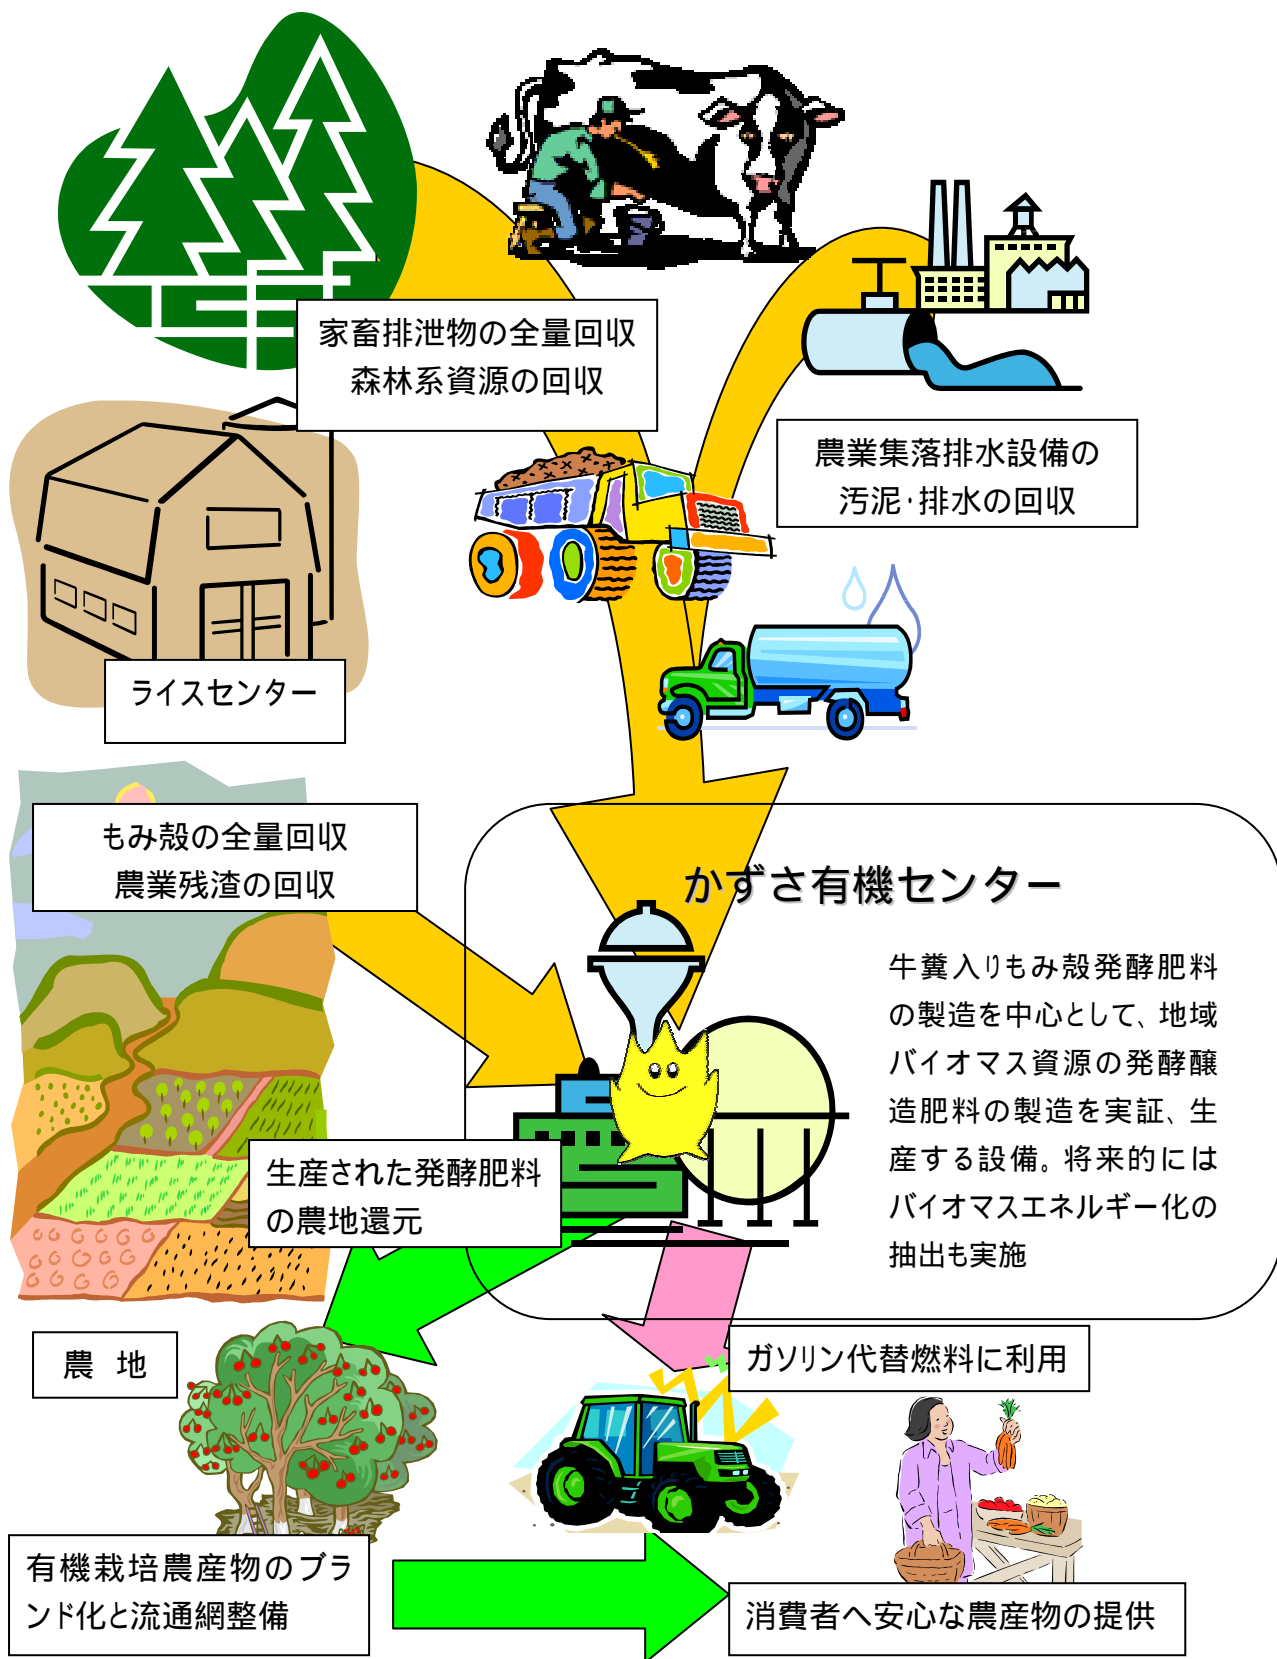 家畜排泄物の全量回収
森林系資源の回収
農業集落排水設備の
汚泥・排水の回収
ライスセンター
もみ殻の全量回収
農業残渣の回収
かずさ有機センター
牛糞入りもみ殻発酵肥料
の製造を中心として、地域
バイオマス資源の発酵醸
造肥料の製造を実証、生
産する設備。将来的には
バイオマスエネルギー化の
抽出も実施
生産された発酵肥料
の農地還元
農 地
ガソリン代替燃料に利用
有機栽培農産物のブラ
ンド化と流通網整備
消費者へ安心な農産物の提供